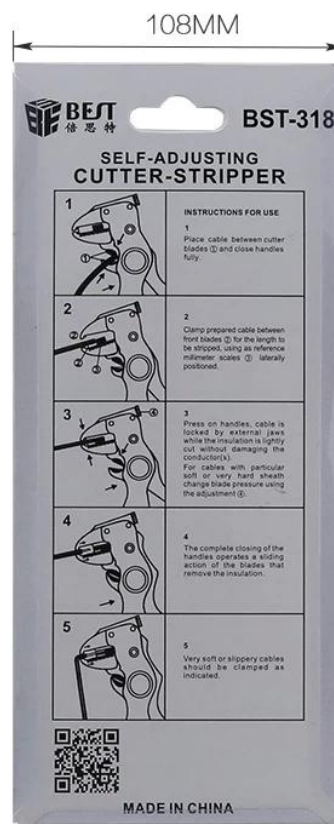 108MM
BEST
倍思特
BST-318
SELF-ADJUSTING
CUTTER-STRIPPER
1
①
INSTRUCTIONS FOR USE
1
Place cable between cutter
blades ① and close handles
fully.
2
②
②
③
2
Clamp prepared cable between
front blades ② for the length to
be stripped, using as reference
millimeter scales ③ laterally
positioned.
3
④
3
Press on handles, cable is
locked by external jaws
while the insulation is lightly
cut without damaging the
conductor(s).
For cables with particular
soft or very hard sheath
change blade pressure using
the adjustment ④.
4
4
The complete closing of the
handles operates a sliding
action of the blades that
remove the insulation.
5
5
Very soft or slippery cables
should be clamped as
indicated.
MADE IN CHINA